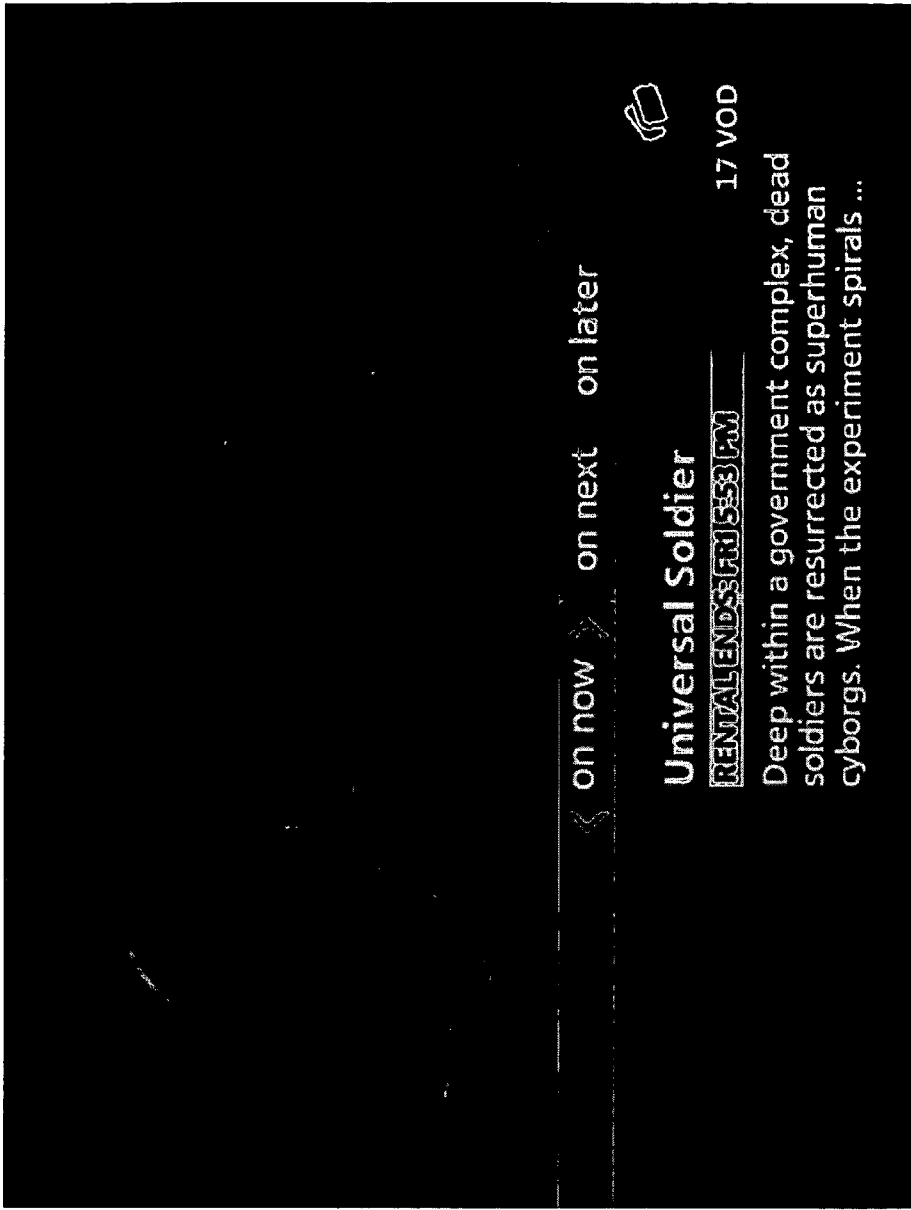 on now on next on later
Universal Soldier
RENTAL ENDS: FRI 5:53 PM 17 VOD
Deep within a government complex, dead
soldiers are resurrected as superhuman
cyborgs. When the experiment spirals ...